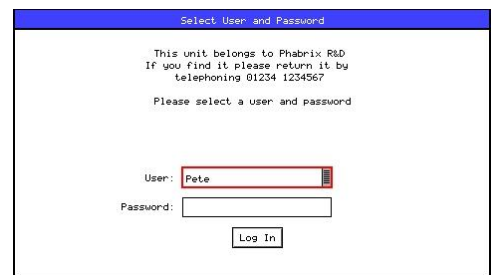 Select User and Password
This unit belongs to Phabrix R&D
If you find it please return it by
telephoning 01234 1234567
Please select a user and password
User: Pete
Password:
Log In